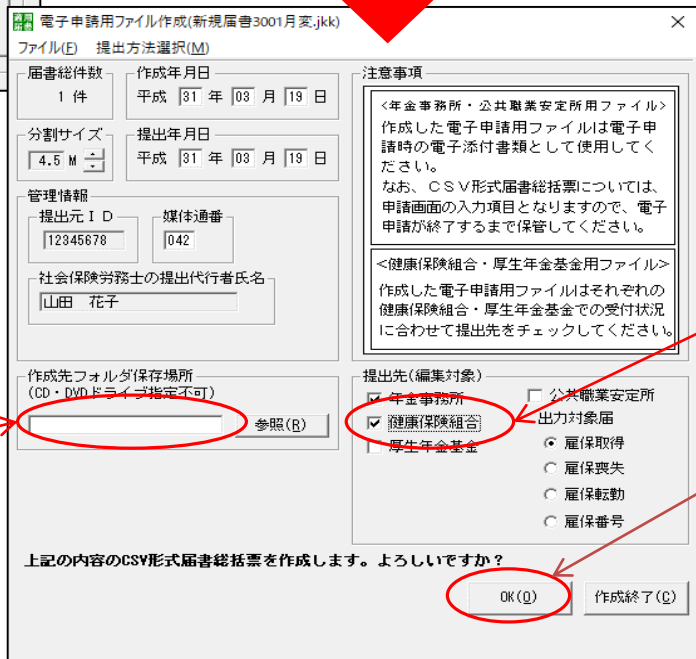 電子申請用ファイル作成(新規届書3001月変.jkk)
ファイル(F) 提出方法選択(M)
届書総件数
1 件
作成年月日
平成 31 年 03 月 19 日
分割サイズ
4.5 M
提出年月日
平成 31 年 03 月 19 日
管理情報
提出元ＩＤ
12345678
媒体通番
042
社会保険労務士の提出代行者氏名
山田 花子
注意事項
<年金事務所・公共職業安定所用ファイル>
作成した電子申請用ファイルは電子申
請時の電子添付書類として使用してく
ださい。
なお、ＣＳＶ形式届書総括票については、
申請画面の入力項目となりますので、電子
申請が終了するまで保管してください。
<健康保険組合・厚生年金基金用ファイル>
作成した電子申請用ファイルはそれぞれの
健康保険組合・厚生年金基金での受付状況
に合わせて提出先をチェックしてください。
作成先フォルダ保存場所
(CD・DVDドライブ指定不可)
参照(R)
提出先(編集対象)
年金事務所
健康保険組合
厚生年金基金
公共職業安定所
出力対象届
雇保取得
雇保喪失
雇保転勤
雇保番号
上記の内容のCSV形式届書総括票を作成します。よろしいですか？
OK(O)
作成終了(C)